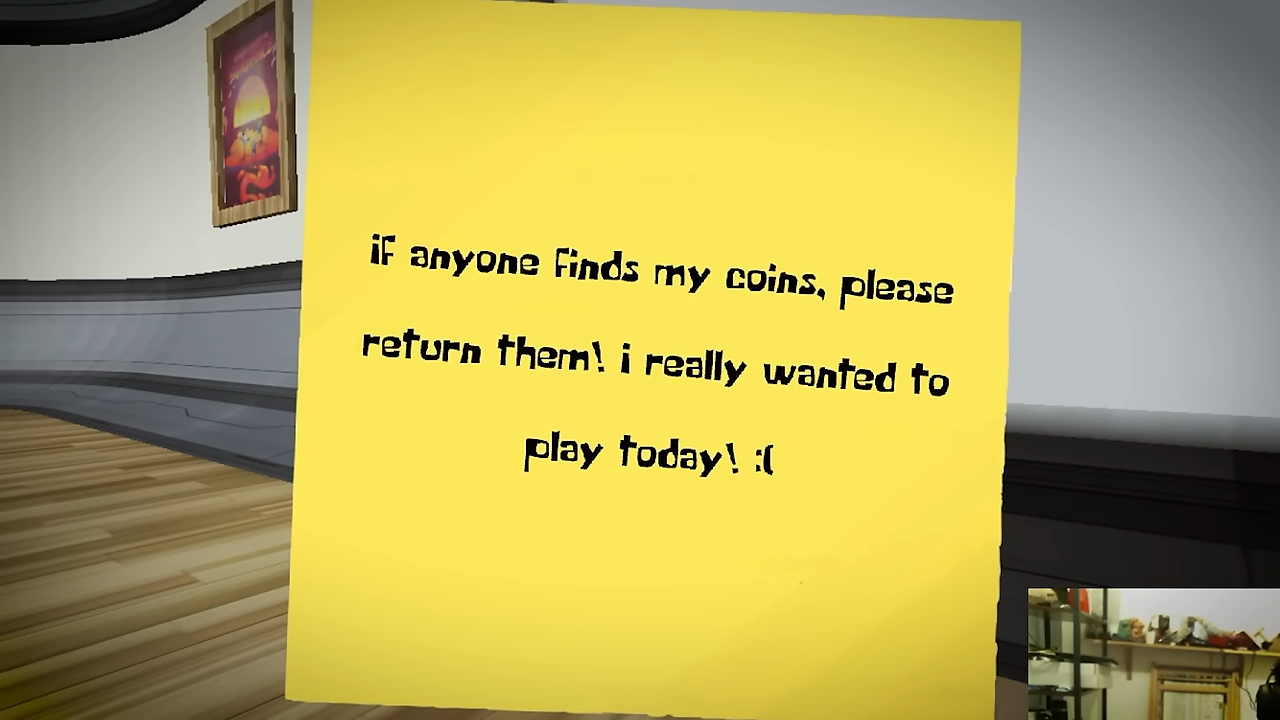 if anyone finds my coins, please
return them! i really wanted to
play today! :(